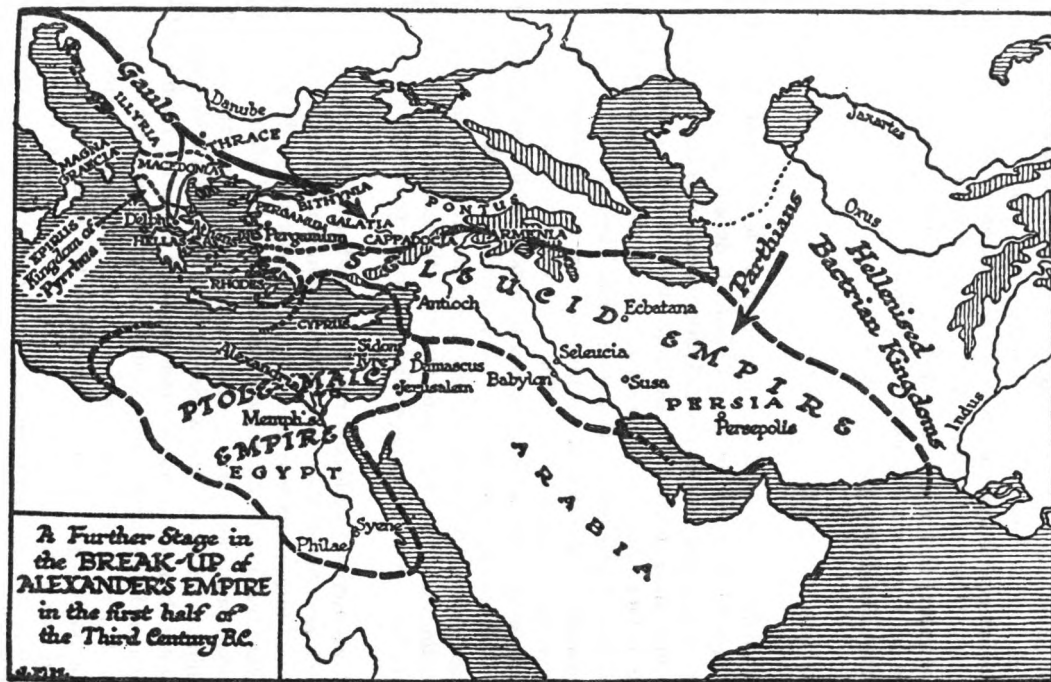 Gauls
ILLYRIA
Danube
THRACE
MAGNA
GRÆCIA
MACEDONIA
EPIRUS
Kingdom of
Pyrrhus
Delphi
HELLAS
BITHYNIA
PERGAMUM
Pergamum
GALATIA
PONTUS
CAPPADOCIA
ARMENIA
RHODES
CYPRUS
Antioch
SELEUCID EMPIRE
Ecbatana
Parthians
Jaxartes
Oxus
Hellenised
Bactrian Kingdoms
Indus
Sidon
Tyre
Damascus
Jerusalem
Seleucia
Babylon
Susa
PERSIA
Persepolis
Alexandria
PTOLEMAIC
EMPIRE
Memphis
EGYPT
Syene
Philae
ARABIA
A Further Stage in
the BREAK-UP of
ALEXANDER'S EMPIRE
in the first half of
the Third Century B.C.
J.F.H.